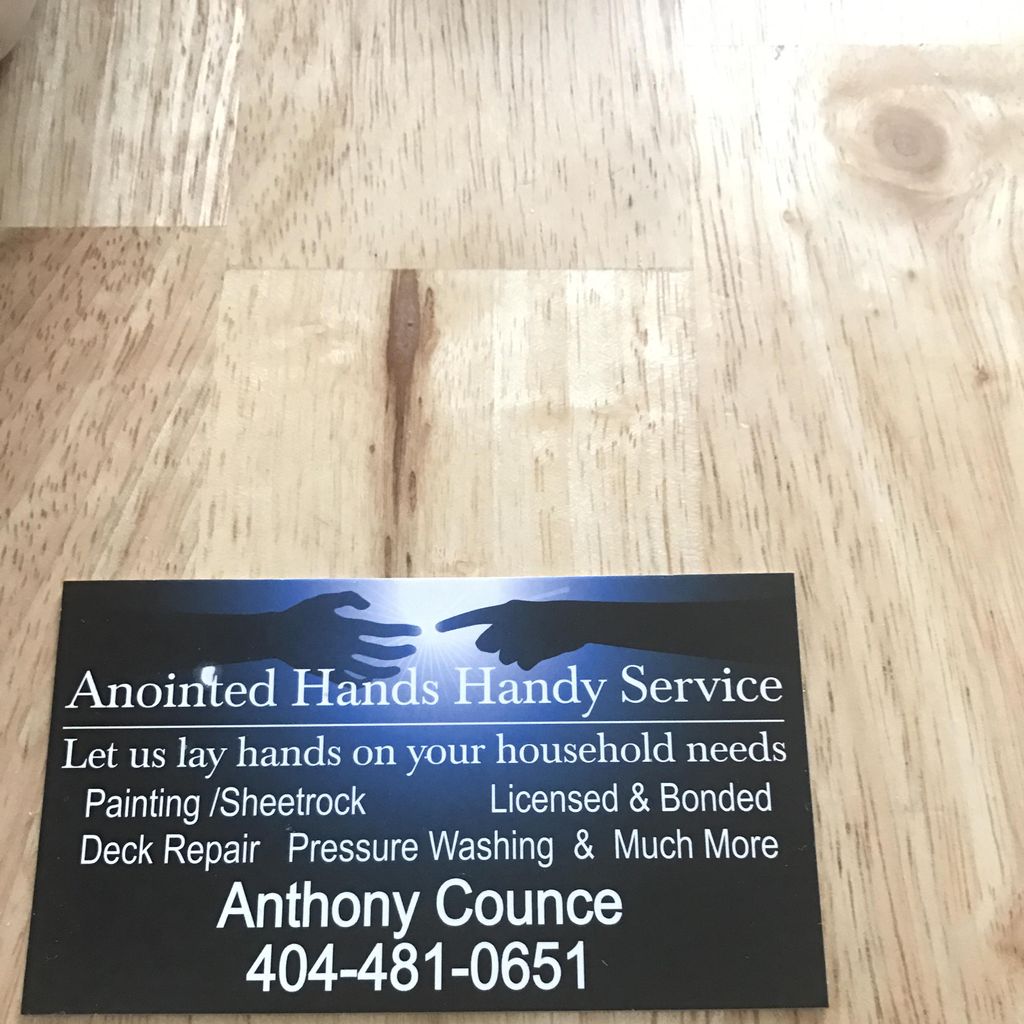 Anointed Hands Handy Service
Let us lay hands on your household needs
Painting /Sheetrock Licensed & Bonded
Deck Repair Pressure Washing & Much More
Anthony Counce
404-481-0651